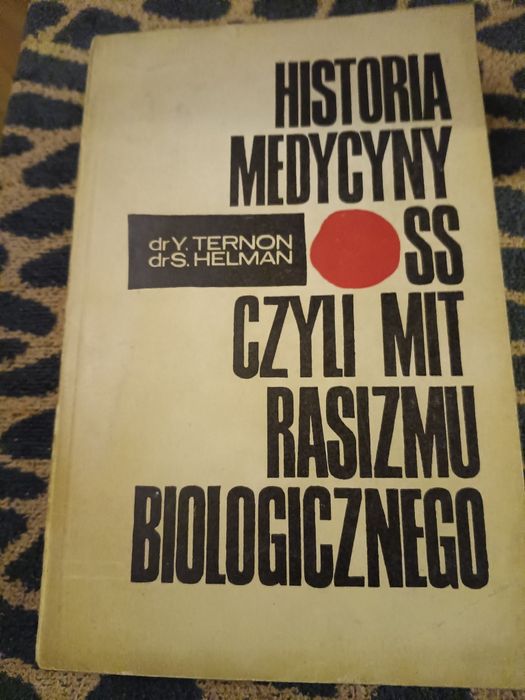 HISTORIA
MEDYCYNY
dr Y. TERNON
dr S. HELMAN
SS
CZYLI MIT
RASIZMU
BIOLOGICZNEGO